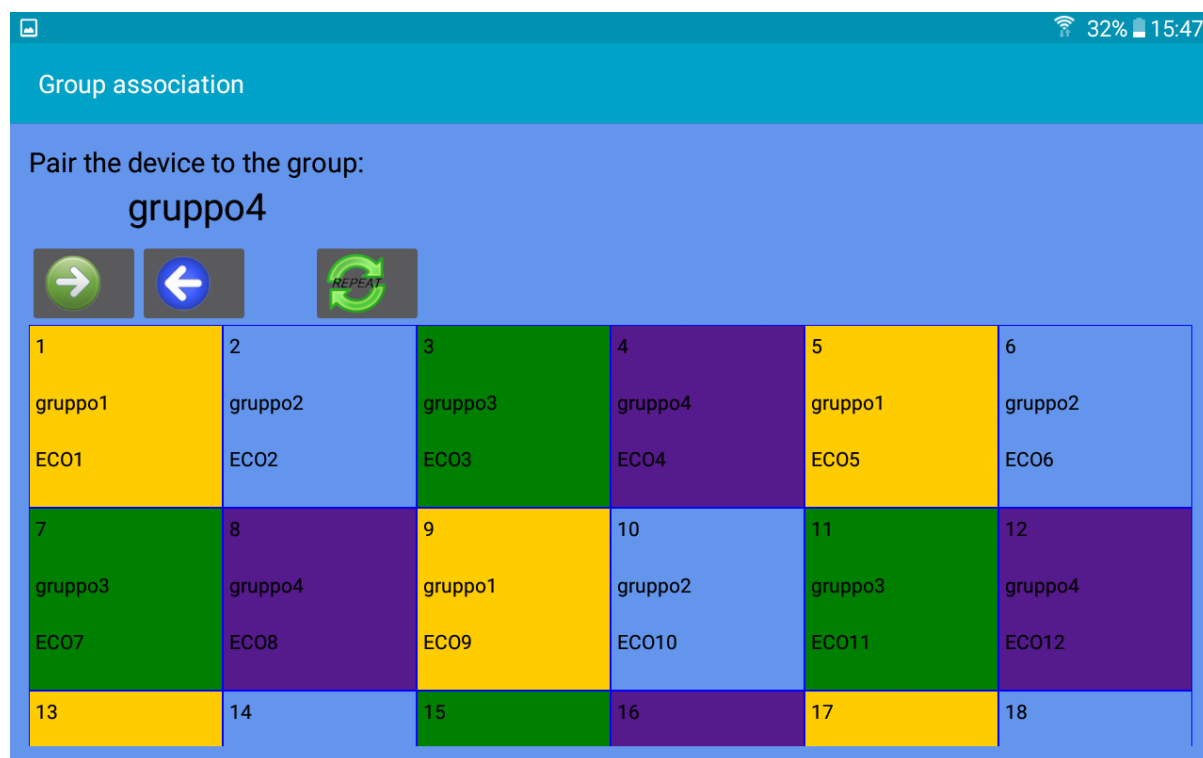 32% 15:47
Group association
Pair the device to the group:
gruppo4
REPEAT
1 2 3 4 5 6
gruppo1 gruppo2 gruppo3 gruppo4 gruppo1 gruppo2
ECO1 ECO2 ECO3 ECO4 ECO5 ECO6
7 8 9 10 11 12
gruppo3 gruppo4 gruppo1 gruppo2 gruppo3 gruppo4
ECO7 ECO8 ECO9 ECO10 ECO11 ECO12
13 14 15 16 17 18